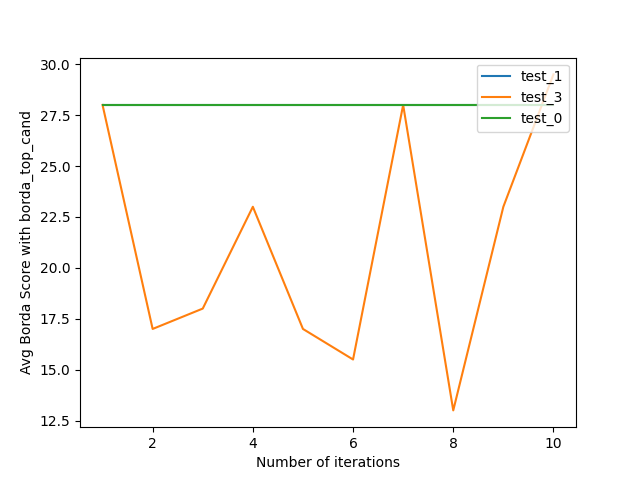 30.0
27.5
25.0
22.5
20.0
17.5
15.0
12.5
2
4
6
8
10
Avg Borda Score with borda_top_cand
Number of iterations
test_1
test_3
test_0